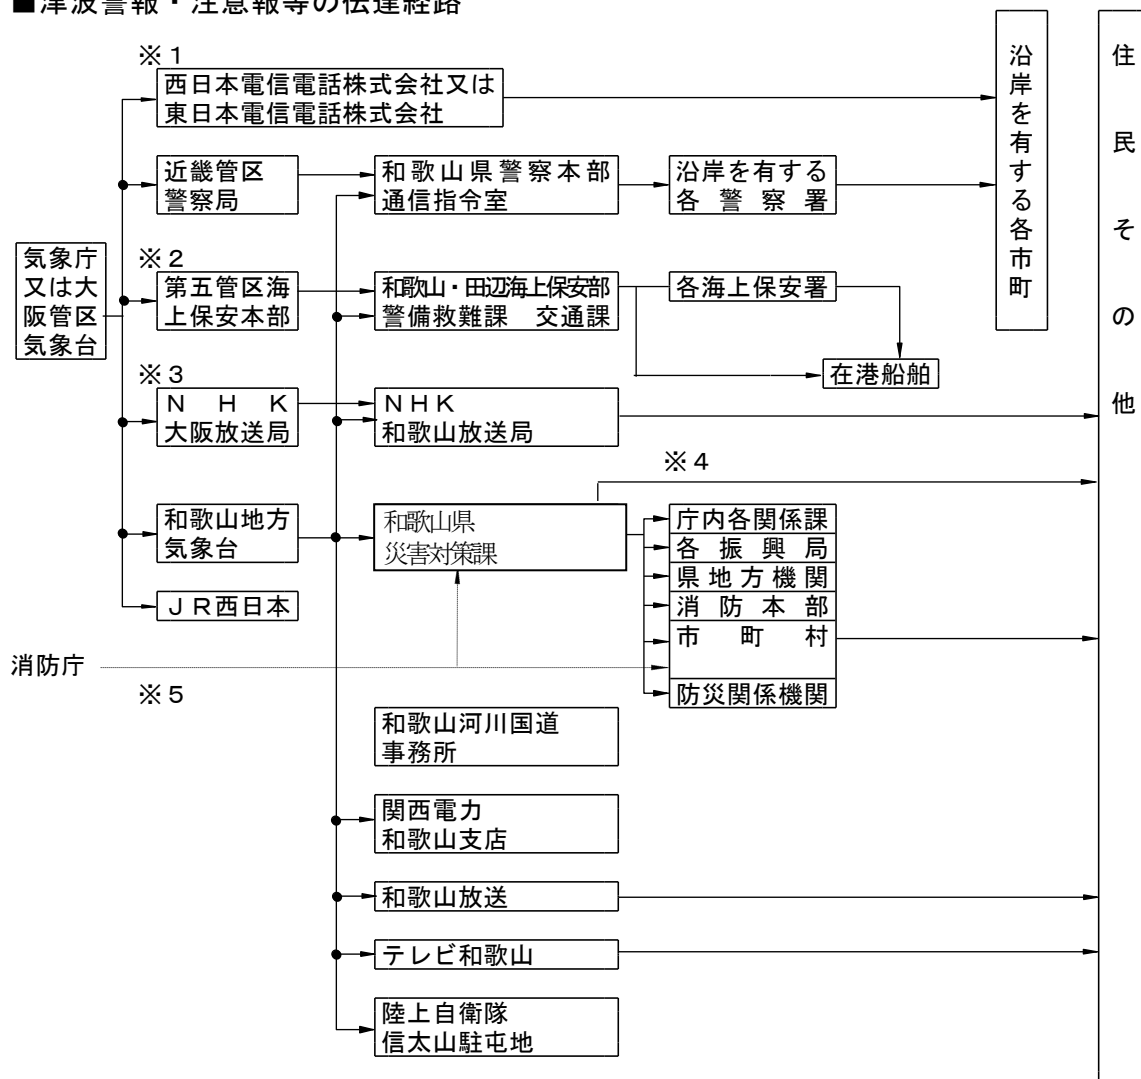 ■津波警報・注意報等の伝達経路
※１
西日本電信電話株式会社又は
東日本電信電話株式会社
沿岸を有する各市町
住民その他
近畿管区
警察局
和歌山県警察本部
通信指令室
沿岸を有する
各警察署
気象庁
又は大
阪管区
気象台
※２
第五管区海
上保安本部
和歌山・田辺海上保安部
警備救難課　交通課
各海上保安署
在港船舶
※３
ＮＨＫ
大阪放送局
ＮＨＫ
和歌山放送局
※４
和歌山地方
気象台
和歌山県
災害対策課
庁内各関係課
各振興局
県地方機関
消防本部
市町村
防災関係機関
ＪＲ西日本
消防庁
※５
和歌山河川国道
事務所
関西電力
和歌山支店
和歌山放送
テレビ和歌山
陸上自衛隊
信太山駐屯地